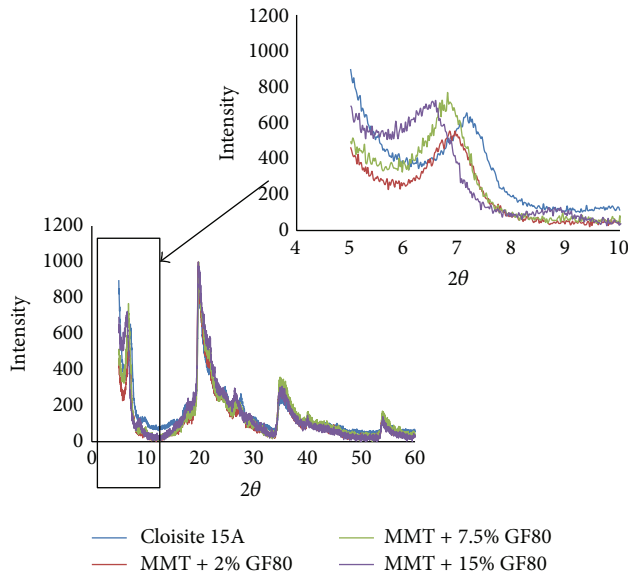 1200
1000
800
600
400
200
0
Intensity
4 5 6 7 8 9 10
2θ
1200
1000
800
600
400
200
0
Intensity
0 10 20 30 40 50 60
2θ
Cloisite 15A
MMT + 2% GF80
MMT + 7.5% GF80
MMT + 15% GF80